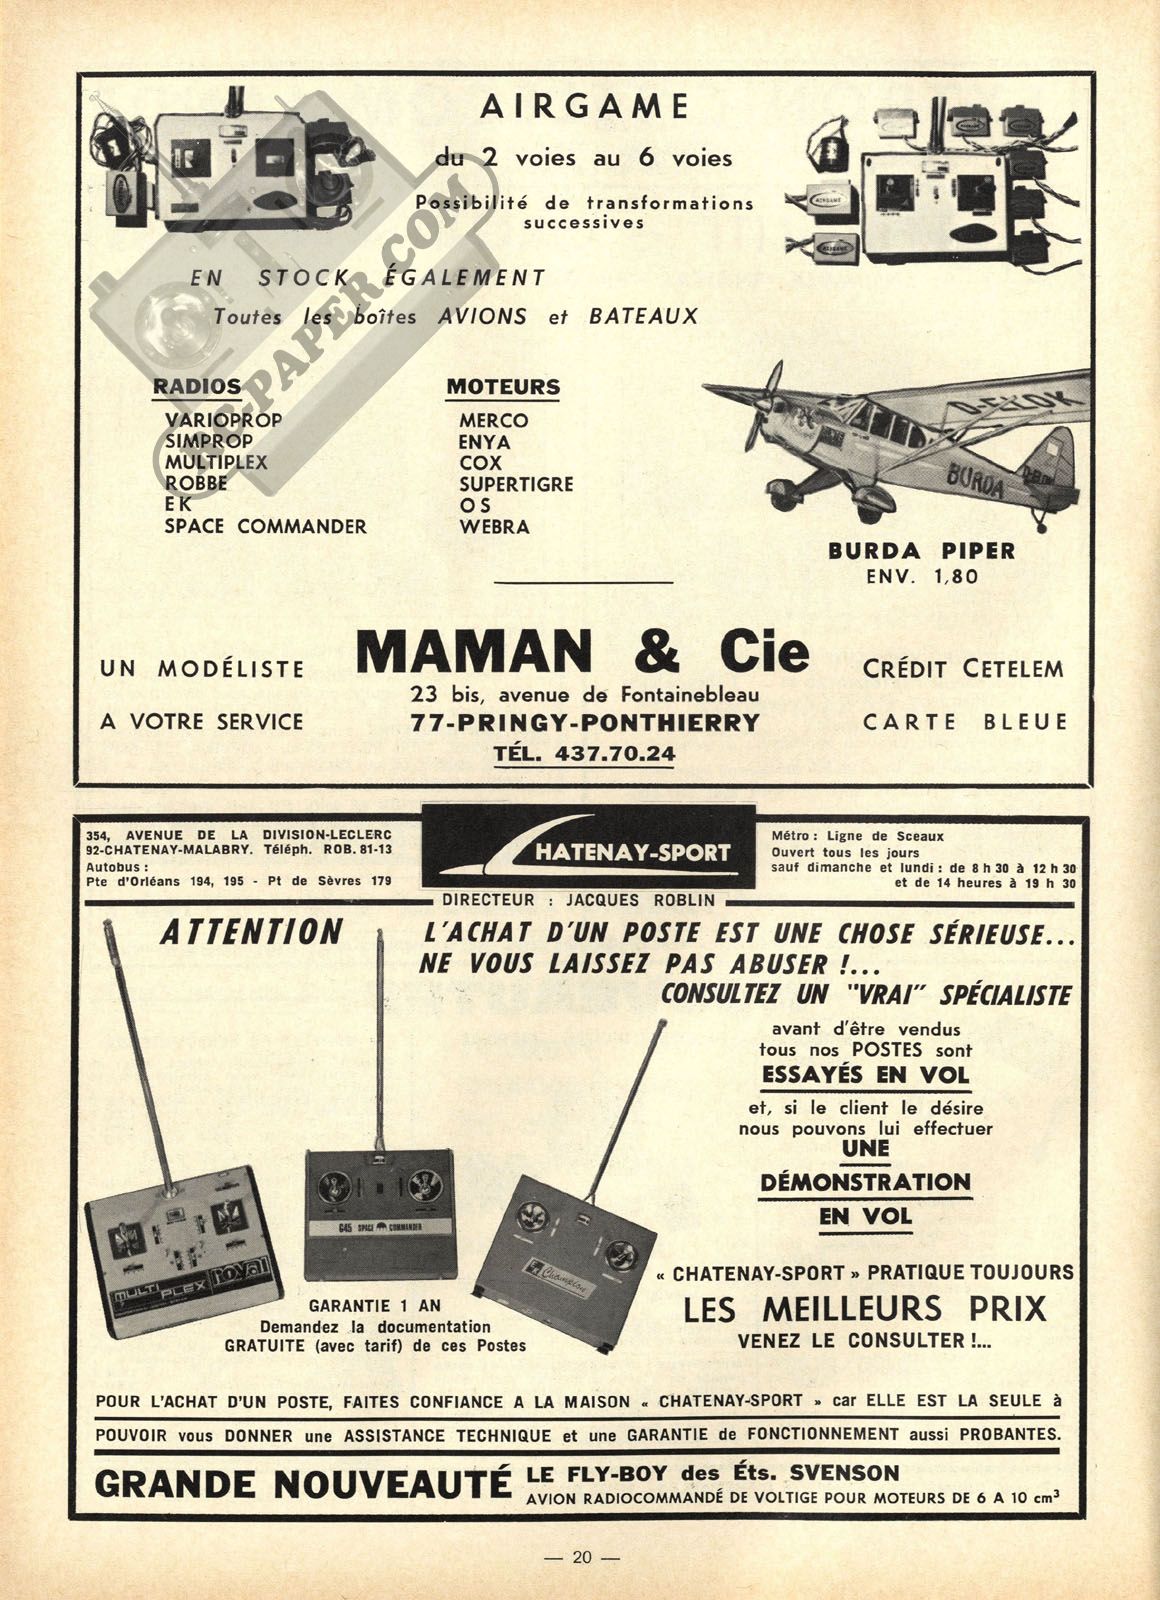 AIRGAME
du 2 voies au 6 voies
Possibilité de transformations
successives
AIRGAME
AIRGAME
EN STOCK ÉGALEMENT
Toutes les boîtes AVIONS et BATEAUX
RC-PAPER.COM
RADIOS
VARIOPROP
SIMPROP
MULTIPLEX
ROBBE
EK
SPACE COMMANDER
MOTEURS
MERCO
ENYA
COX
SUPERTIGRE
OS
WEBRA
BURDA
BURDA PIPER
ENV. 1,80
UN MODÉLISTE
A VOTRE SERVICE
MAMAN & Cie
23 bis, avenue de Fontainebleau
77-PRINGY-PONTHIERRY
TÉL. 437.70.24
CRÉDIT CETELEM
CARTE BLEUE
354, AVENUE DE LA DIVISION-LECLERC
92-CHATENAY-MALABRY. Téléph. ROB. 81-13
Autobus :
Pte d'Orléans 194, 195 - Pt de Sèvres 179
CHATENAY-SPORT
DIRECTEUR : JACQUES ROBLIN
Métro : Ligne de Sceaux
Ouvert tous les jours
sauf dimanche et lundi : de 8 h 30 à 12 h 30
et de 14 heures à 19 h 30
ATTENTION
L'ACHAT D'UN POSTE EST UNE CHOSE SÉRIEUSE...
NE VOUS LAISSEZ PAS ABUSER !...
CONSULTEZ UN "VRAI" SPÉCIALISTE
avant d'être vendus
tous nos POSTES sont
ESSAYÉS EN VOL
et, si le client le désire
nous pouvons lui effectuer
UNE
DÉMONSTRATION
EN VOL
MULTI
PLEX
royal
G45 SPACE COMMANDER
Champion
GARANTIE 1 AN
Demandez la documentation
GRATUITE (avec tarif) de ces Postes
« CHATENAY-SPORT » PRATIQUE TOUJOURS
LES MEILLEURS PRIX
VENEZ LE CONSULTER !...
POUR L'ACHAT D'UN POSTE, FAITES CONFIANCE A LA MAISON « CHATENAY-SPORT » car ELLE EST LA SEULE à
POUVOIR vous DONNER une ASSISTANCE TECHNIQUE et une GARANTIE de FONCTIONNEMENT aussi PROBANTES.
GRANDE NOUVEAUTÉ
LE FLY-BOY des Éts. SVENSON
AVION RADIOCOMMANDÉ DE VOLTIGE POUR MOTEURS DE 6 A 10 cm³
— 20 —